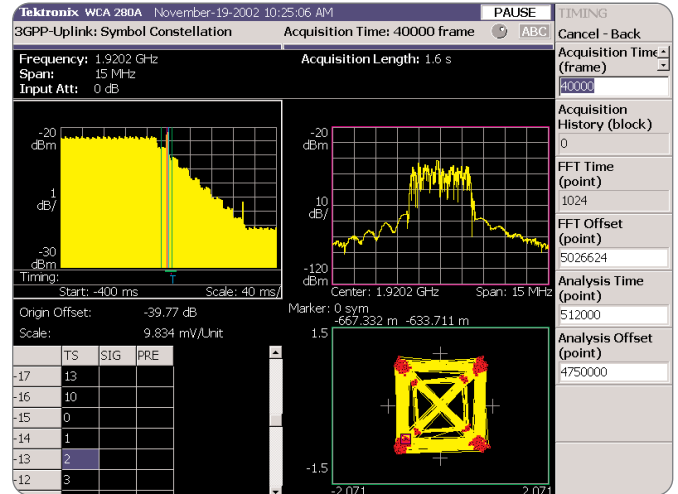 Tektronix WCA 280A November-19-2002 10:25:06 AM PAUSE TIMING
3GPP-Uplink: Symbol Constellation Acquisition Time: 40000 frame ABC Cancel - Back
Frequency: 1.9202 GHz Acquisition Length: 1.6 s
Span: 15 MHz
Input Att: 0 dB
Acquisition Time
(frame)
40000
Acquisition
History (block)
0
FFT Time
(point)
1024
FFT Offset
(point)
5026624
Analysis Time
(point)
512000
Analysis Offset
(point)
4750000
-20
dBm
1
dB/
-30
dBm
Timing:
T
Start: -400 ms Scale: 40 ms/
-20
dBm
10
dB/
-120
dBm
Center: 1.9202 GHz Span: 15 MHz
Origin Offset: -39.77 dB
Scale: 9.834 mV/Unit
TS SIG PRE
-17 13
-16 10
-15 0
-14 1
-13 2
-12 3
Marker: 0 sym
-667.332 m -633.711 m
1.5
-1.5
-2.071 2.071